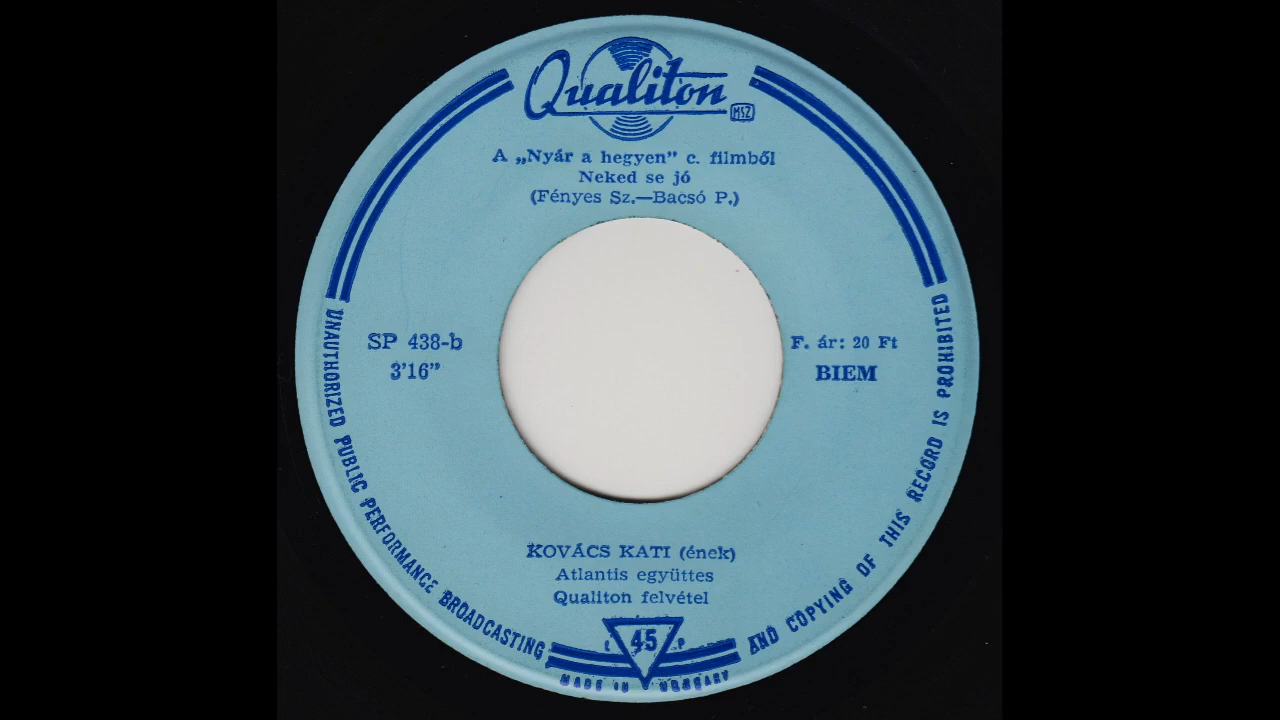 Qualiton
MSZ
A „Nyár a hegyen” c. filmből
Neked se jó
(Fényes Sz.—Bacsó P.)
SP 438-b
3’16”
F. ár: 20 Ft
BIEM
KOVÁCS KATI (ének)
Atlantis együttes
Qualiton felvétel
L 45 P
UNAUTHORIZED PUBLIC PERFORMANCE BROADCASTING AND COPYING OF THIS RECORD IS PROHIBITED
MADE IN HUNGARY